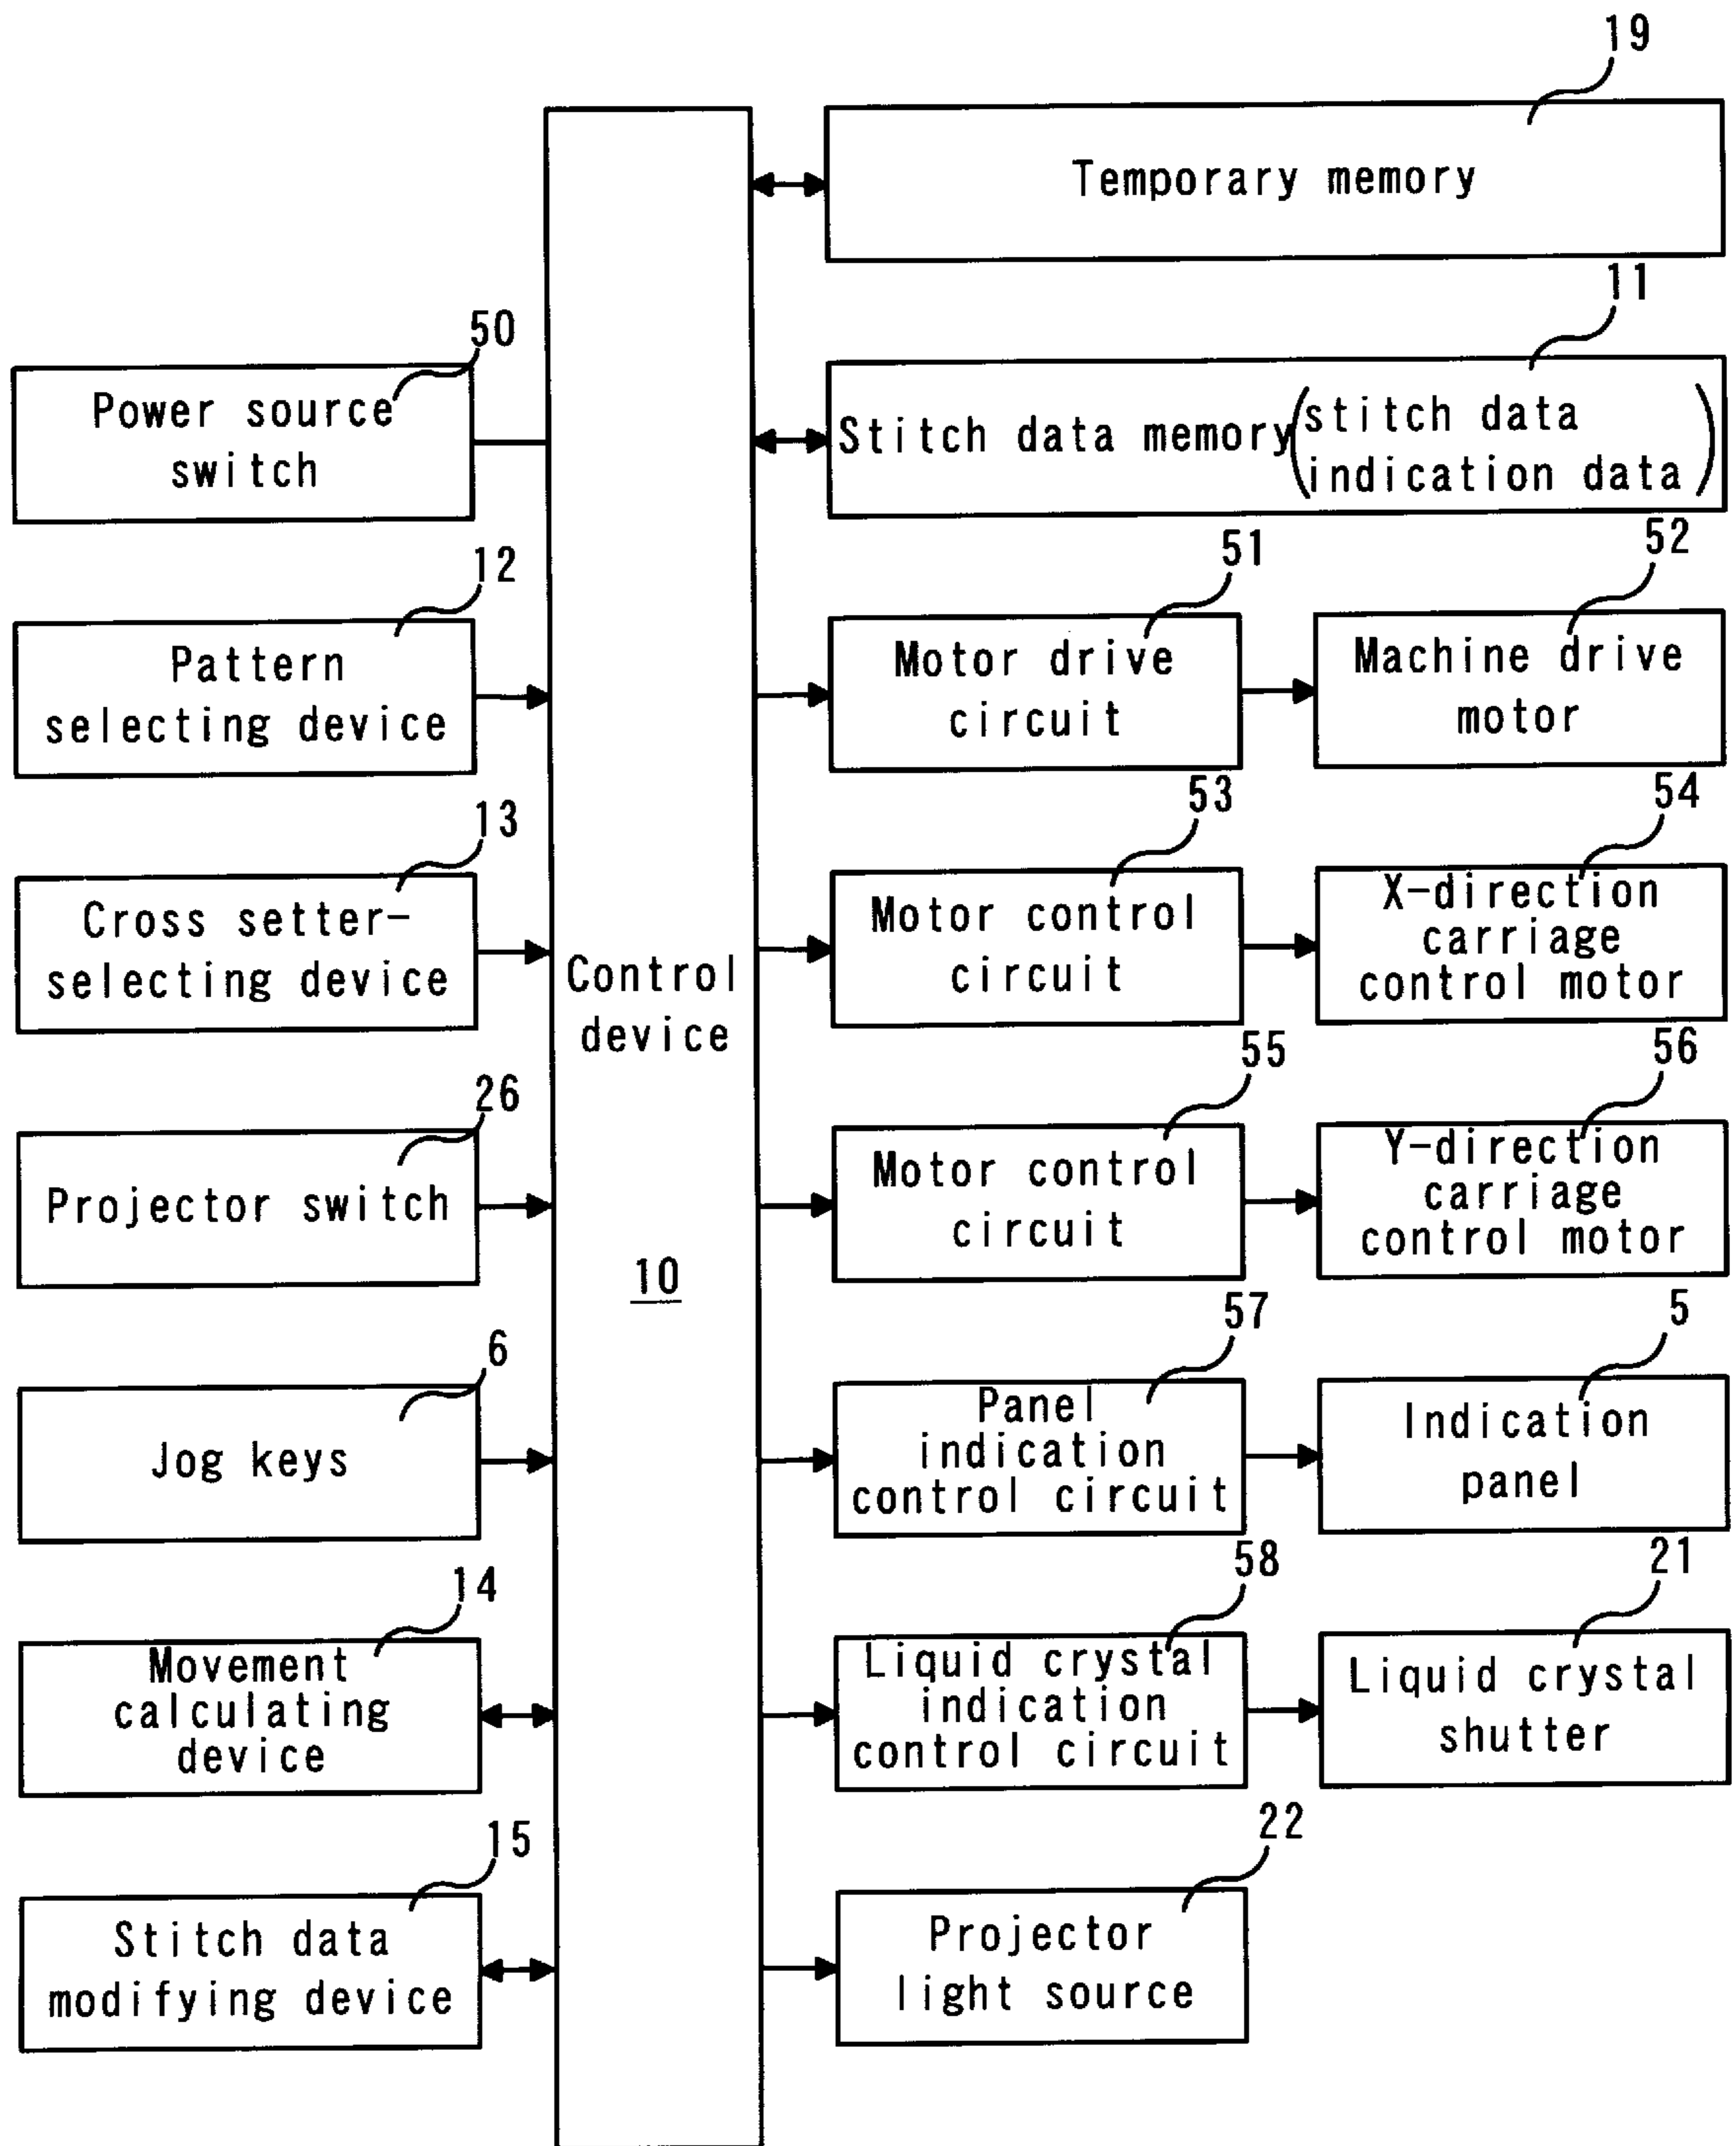 19
Temporary memory
11
Stitch data memory
stitch data
indication data
50
Power source
switch
12
Pattern
selecting device
13
Cross setter-
selecting device
26
Projector switch
6
Jog keys
14
Movement
calculating
device
15
Stitch data
modifying device
Control
device
10
51
Motor drive
circuit
52
Machine drive
motor
53
Motor control
circuit
54
X-direction
carriage
control motor
55
Motor control
circuit
56
Y-direction
carriage
control motor
57
Panel
indication
control circuit
5
Indication
panel
58
Liquid crystal
indication
control circuit
21
Liquid crystal
shutter
22
Projector
light source